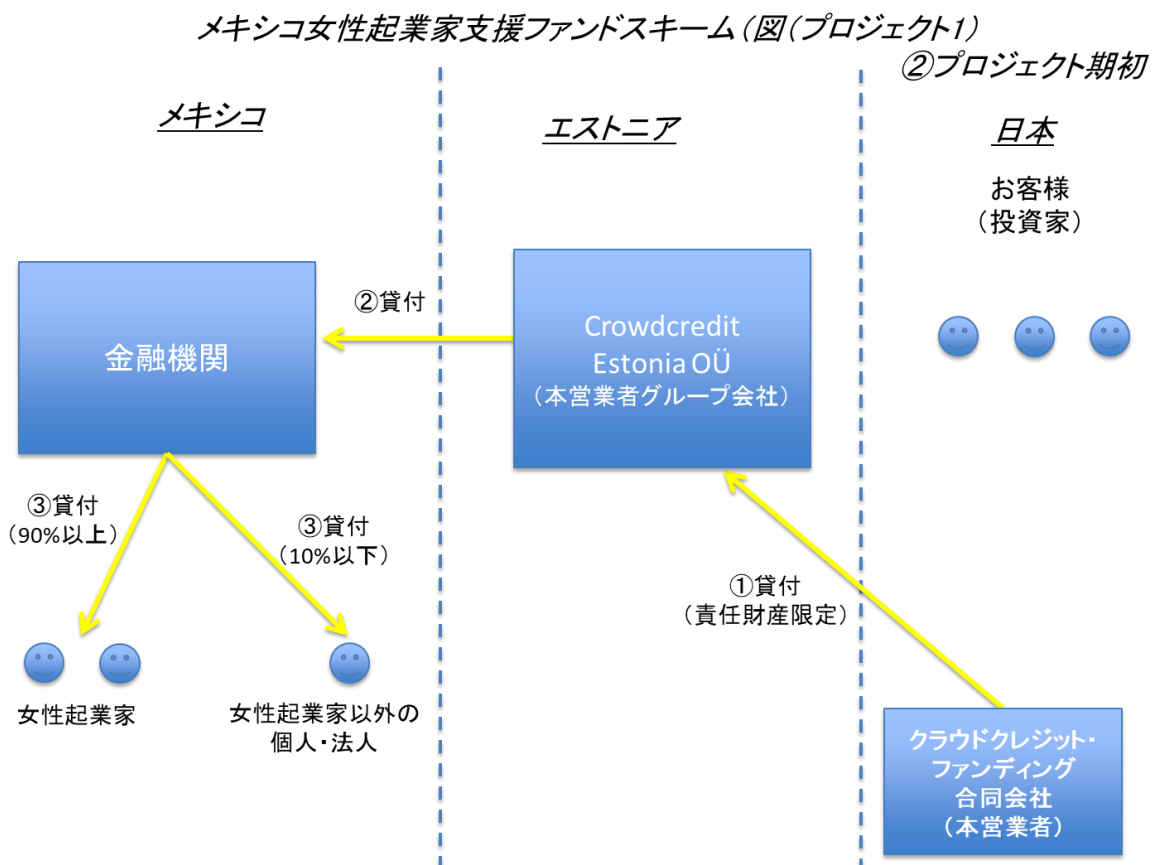 メキシコ女性起業家支援ファンドスキーム（図（プロジェクト1）
②プロジェクト期初
メキシコ
エストニア
日本
お客様
（投資家）
②貸付
金融機関
Crowdcredit
Estonia OÜ
（本営業者グループ会社）
③貸付
（90%以上）
③貸付
（10%以下）
①貸付
（責任財産限定）
女性起業家
女性起業家以外の
個人・法人
クラウドクレジット・
ファンディング
合同会社
（本営業者）